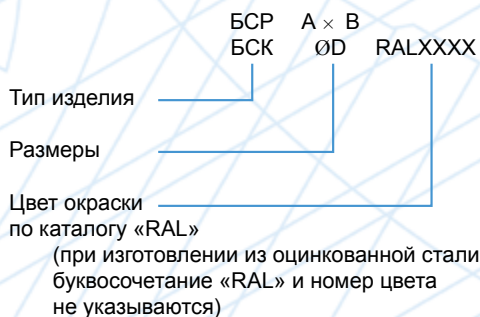 БСР А × В
БСК ØD RALXXXX
Тип изделия
Размеры
Цвет окраски
по каталогу «RAL»
(при изготовлении из оцинкованной стали
буквосочетание «RAL» и номер цвета
не указываются)